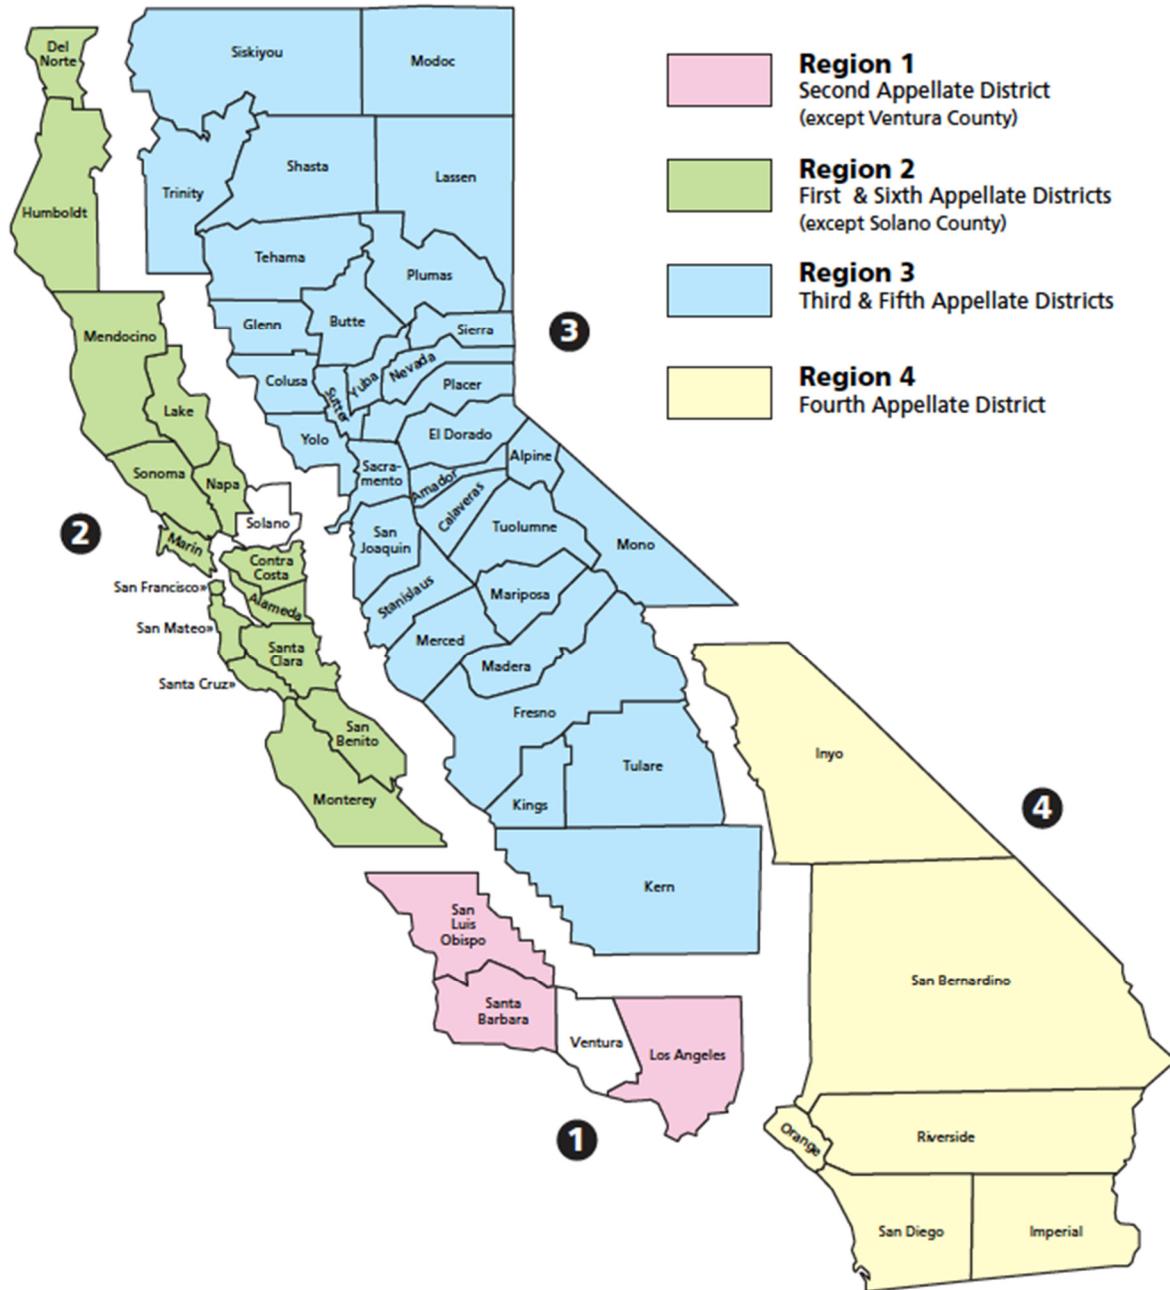 Del
Norte
Siskiyou
Modoc
Humboldt
Trinity
Shasta
Lassen
Tehama
Plumas
Mendocino
Glenn
Butte
Sierra
Colusa
Sutter
Yuba
Nevada
Placer
Lake
Yolo
El Dorado
Sonoma
Napa
Sacra-
mento
Amador
Alpine
Solano
Calaveras
Marin
San
Joaquin
Tuolumne
Mono
Contra
Costa
San Francisco»
Alameda
Stanislaus
Mariposa
San Mateo»
Santa
Clara
Merced
Madera
Santa Cruz»
San
Benito
Fresno
Monterey
Kings
Tulare
Inyo
Kern
San
Luis
Obispo
Santa
Barbara
Ventura
Los Angeles
San Bernardino
Orange
Riverside
San Diego
Imperial
3
2
4
1
Region 1
Second Appellate District
(except Ventura County)
Region 2
First & Sixth Appellate Districts
(except Solano County)
Region 3
Third & Fifth Appellate Districts
Region 4
Fourth Appellate District